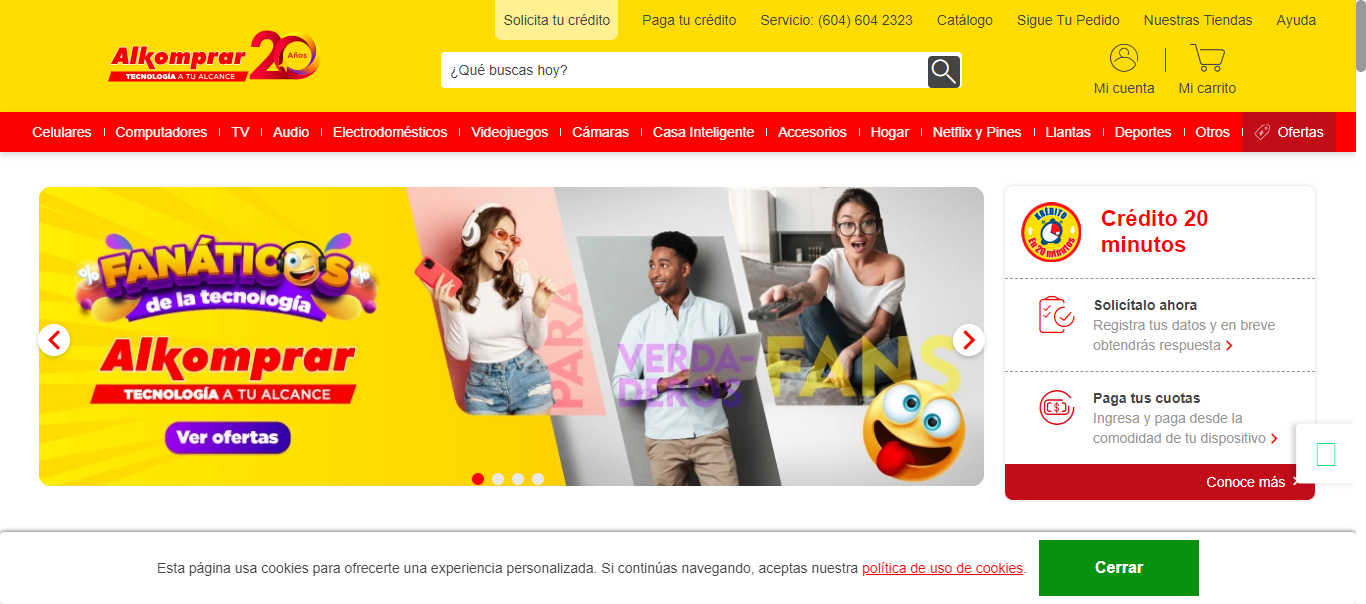 Solicita tu crédito
Paga tu crédito
Servicio: (604) 604 2323
Catálogo
Sigue Tu Pedido
Nuestras Tiendas
Ayuda
Alkomprar 20 Años
TECNOLOGÍA A TU ALCANCE
¿Qué buscas hoy?
Mi cuenta
Mi carrito
Celulares
Computadores
TV
Audio
Electrodomésticos
Videojuegos
Cámaras
Casa Inteligente
Accesorios
Hogar
Netflix y Pines
Llantas
Deportes
Otros
Ofertas
% FANÁTICOS %
de la tecnología
Alkomprar
TECNOLOGÍA A TU ALCANCE
Ver ofertas
PARA
VERDA-
DEROS
FANS
KRÉDITO
En 20 minutos
Crédito 20
minutos
Solicítalo ahora
Registra tus datos y en breve
obtendrás respuesta
Paga tus cuotas
Ingresa y paga desde la
comodidad de tu dispositivo
Conoce más
Esta página usa cookies para ofrecerte una experiencia personalizada. Si continúas navegando, aceptas nuestra política de uso de cookies.
Cerrar